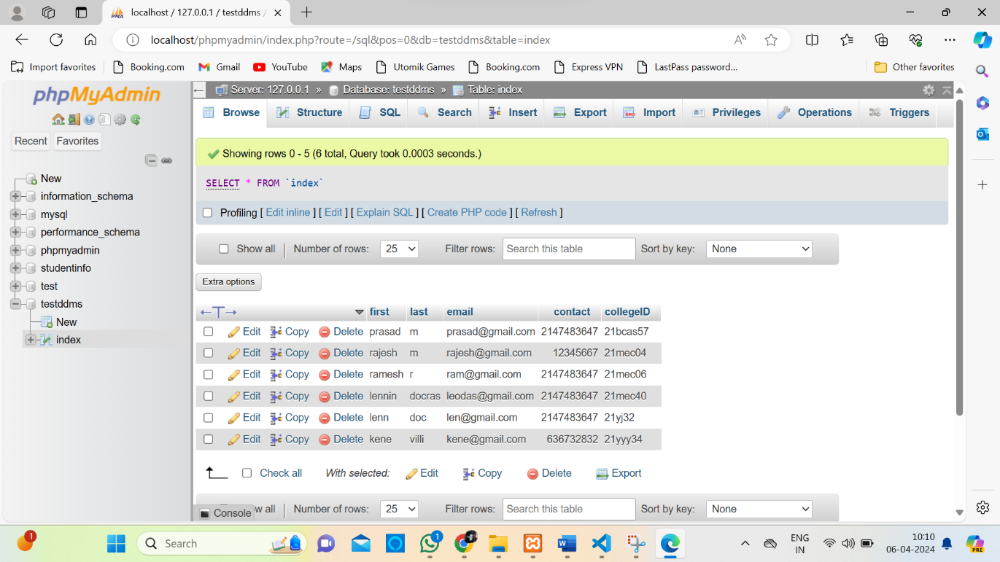 localhost / 127.0.0.1 / testddms /
localhost/phpmyadmin/index.php?route=/sql&pos=0&db=testddms&table=index
Import favorites Booking.com Gmail YouTube Maps Utomik Games Booking.com Express VPN LastPass password... Other favorites
phpMyAdmin
Recent Favorites
New
information_schema
mysql
performance_schema
phpmyadmin
studentinfo
test
testddms
New
index
Server: 127.0.0.1 » Database: testddms » Table: index
Browse Structure SQL Search Insert Export Import Privileges Operations Triggers
Showing rows 0 - 5 (6 total, Query took 0.0003 seconds.)
SELECT * FROM `index`
Profiling [ Edit inline ] [ Edit ] [ Explain SQL ] [ Create PHP code ] [ Refresh ]
Show all | Number of rows: 25 Filter rows: Search this table Sort by key: None
Extra options
←T→ first last email contact collegeID
Edit Copy Delete prasad m prasad@gmail.com 2147483647 21bcas57
Edit Copy Delete rajesh m rajesh@gmail.com 12345667 21mec04
Edit Copy Delete ramesh r ram@gmail.com 2147483647 21mec06
Edit Copy Delete lennin docras leodas@gmail.com 2147483647 21mec40
Edit Copy Delete lenn doc len@gmail.com 2147483647 21yj32
Edit Copy Delete kene villi kene@gmail.com 636732832 21yyy34
Check all With selected: Edit Copy Delete Export
Console w all | Number of rows: 25 Filter rows: Search this table Sort by key: None
1 Search 1 ENG 10:10
IN 06-04-2024 PRE